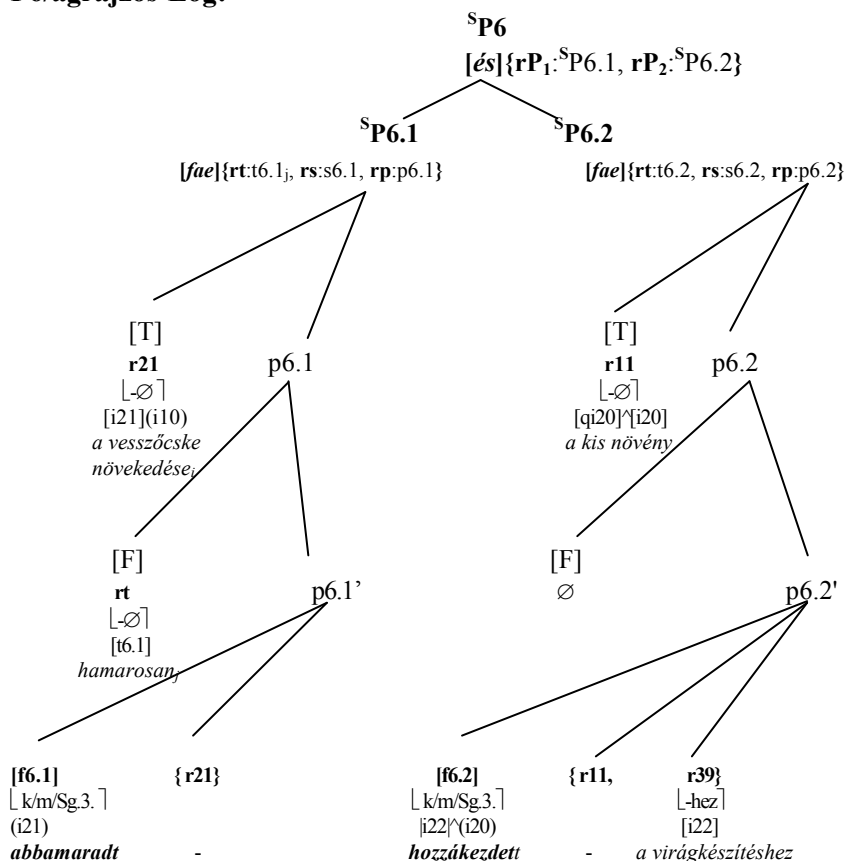 ˢP6
[és]{rP₁:ˢP6.1, rP₂:ˢP6.2}
ˢP6.1 ˢP6.2
[fae]{rt:t6.1ⱼ, rs:s6.1, rp:p6.1} [fae]{rt:t6.2, rs:s6.2, rp:p6.2}
[T] [T]
r21 p6.1 r11 p6.2
⌊-∅⌉ ⌊-∅⌉
[i21](i10) [qi20]^[i20]
a vesszőcske a kis növény
növekedéseᵢ
[F] [F]
rt p6.1’ ∅ p6.2'
⌊-∅⌉
[t6.1]
hamarosanⱼ
[f6.1] {r21} [f6.2] {r11, r39}
⌊k/m/Sg.3.⌉ ⌊k/m/Sg.3.⌉ ⌊-hez⌉
(i21) |i22|^(i20) [i22]
abbamaradt - hozzákezdett - a virágkészítéshez